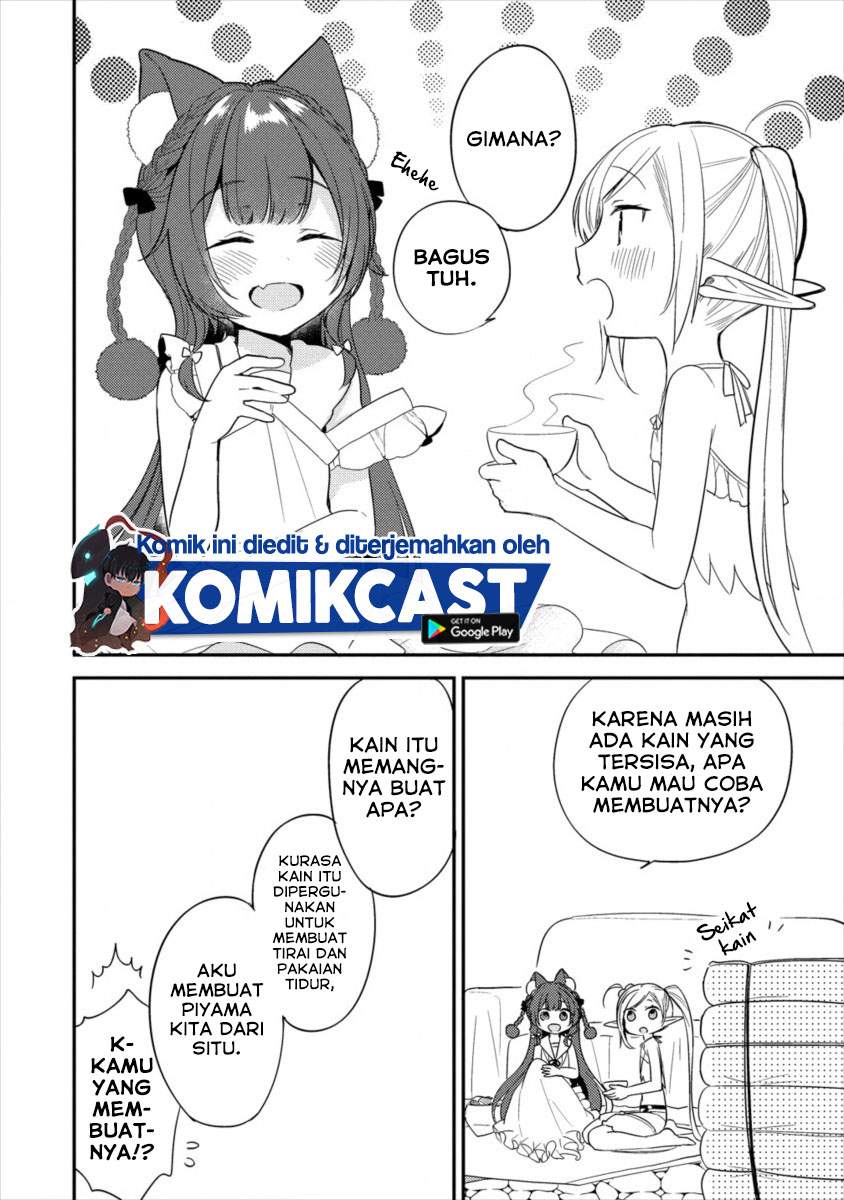 GIMANA?
Ehehe
BAGUS
TUH.
Komik ini diedit & diterjemahkan oleh
KOMIKCAST
GET IT ON
Google Play
KARENA MASIH
ADA KAIN YANG
TERSISA, APA
KAMU MAU COBA
MEMBUATNYA?
Seikat
kain
KAIN ITU
MEMANG-
NYA BUAT
APA?
KURASA
KAIN ITU
DIPERGU-
NAKAN
UNTUK
MEMBUAT
TIRAI DAN
PAKAIAN
TIDUR,
AKU
MEMBUAT
PIYAMA
KITA DARI
SITU.
K-
KAMU
YANG
MEM-
BUAT-
NYA!?